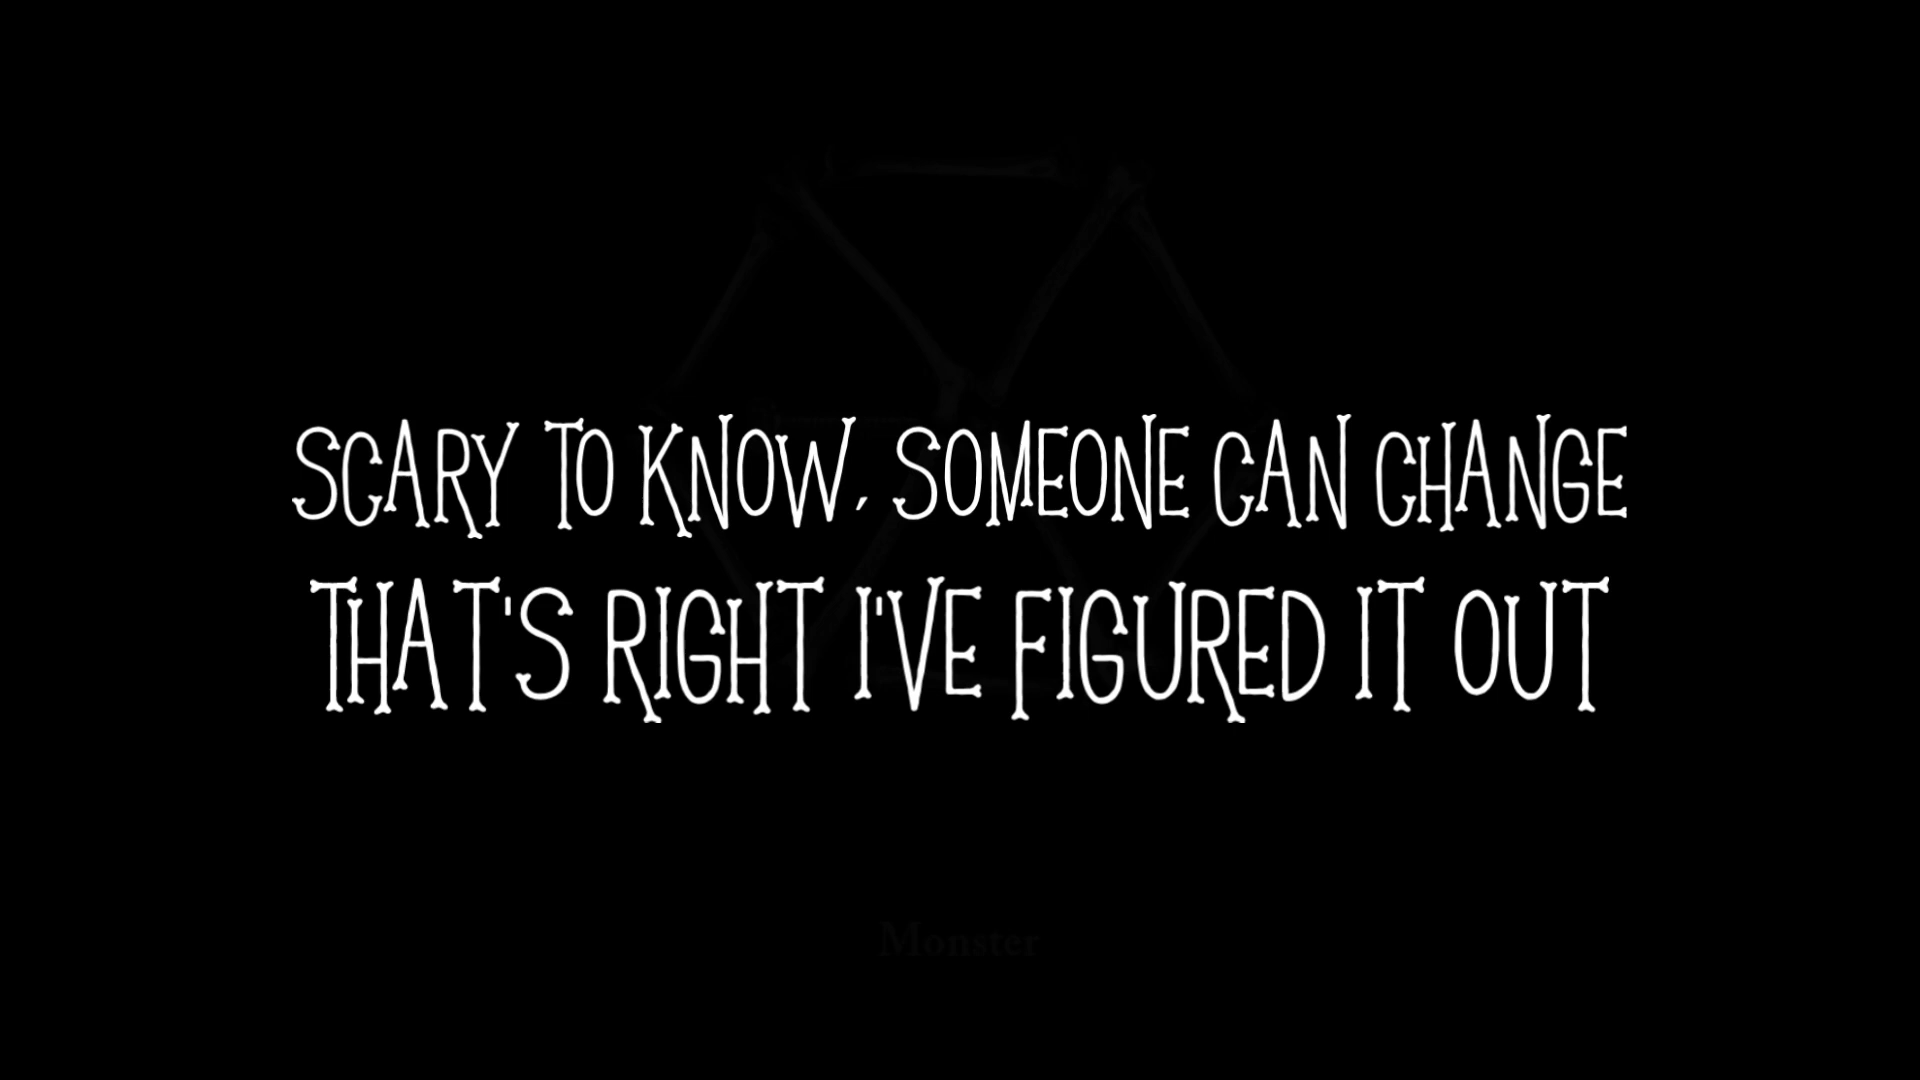 SCARY TO KNOW, SOMEONE CAN CHANGE
THAT'S RIGHT I'VE FIGURED IT OUT
Monster